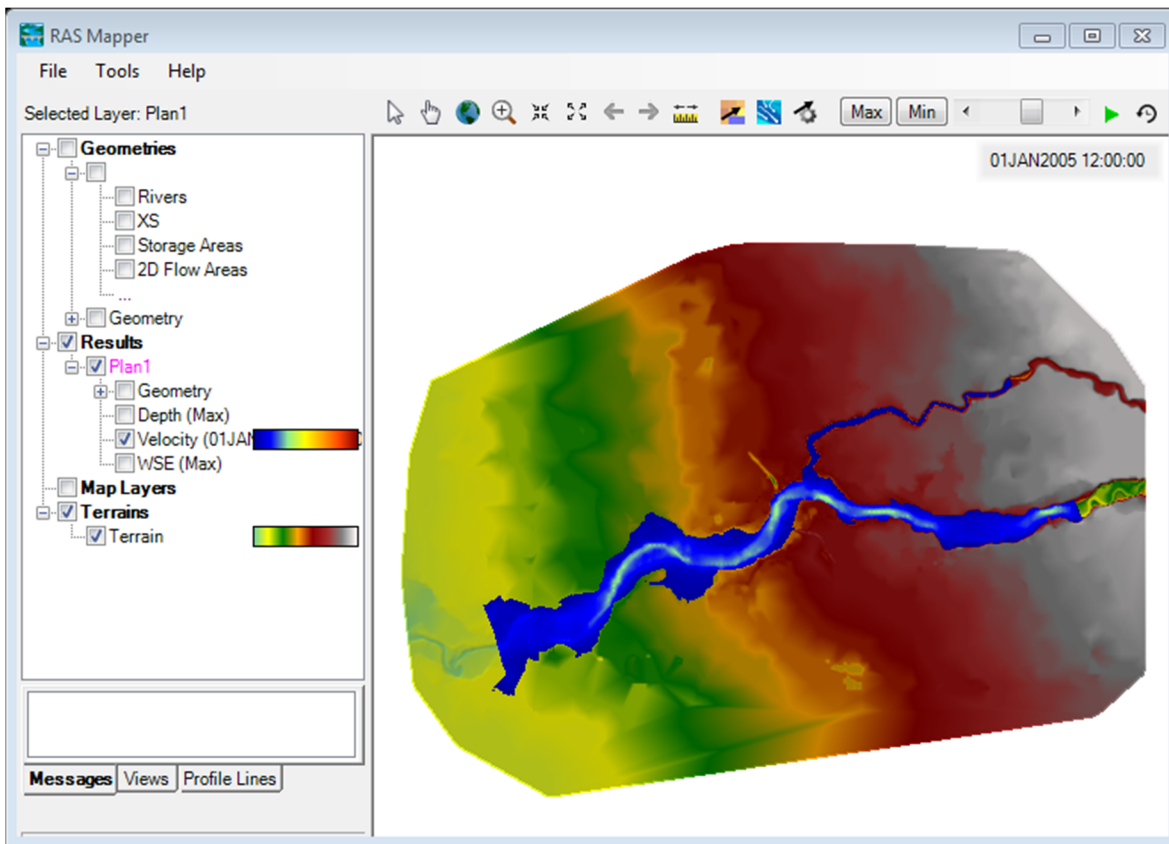 RAS Mapper
File Tools Help
Selected Layer: Plan1
Max Min
01JAN2005 12:00:00
Geometries
Rivers
XS
Storage Areas
2D Flow Areas
...
Geometry
Results
Plan1
Geometry
Depth (Max)
Velocity (01JAN
WSE (Max)
Map Layers
Terrains
Terrain
Messages Views Profile Lines